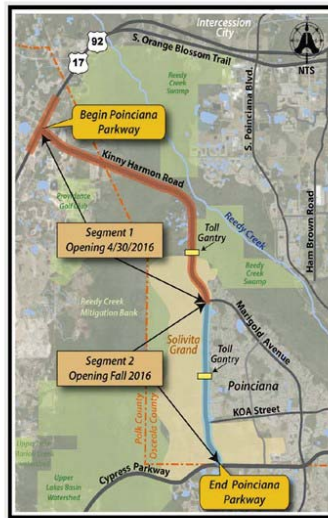 Intercession
City
92
17
S. Orange Blossom Trail
NTS
Reedy Creek
Swamp
S. Poinciana Blvd.
Ham Brown Road
Begin Poinciana
Parkway
Kinny Harmon Road
Reedy Creek
Providence
Golf Club
Segment 1
Opening 4/30/2016
Toll
Gantry
Reedy Creek
Swamp
Reedy Creek
Mitigation Bank
Solivita
Grand
Marigold Avenue
Segment 2
Opening Fall 2016
Toll
Gantry
Poinciana
Polk County
Osceola County
KOA Street
Cypress Parkway
Upper
Lakes Basin
Watershed
End Poinciana
Parkway